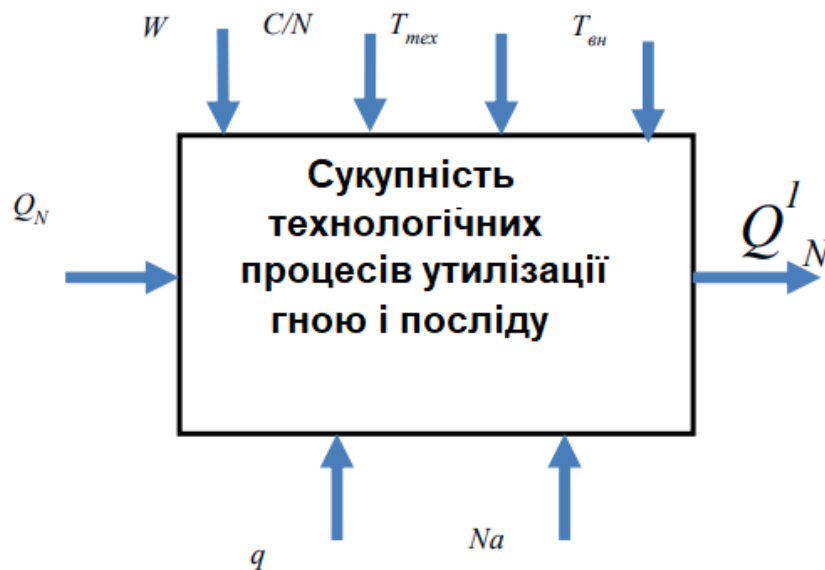 W C/N Tтех Tвн
Сукупність
технологічних
процесів утилізації
гною і посліду
QN
Q1N
q Na